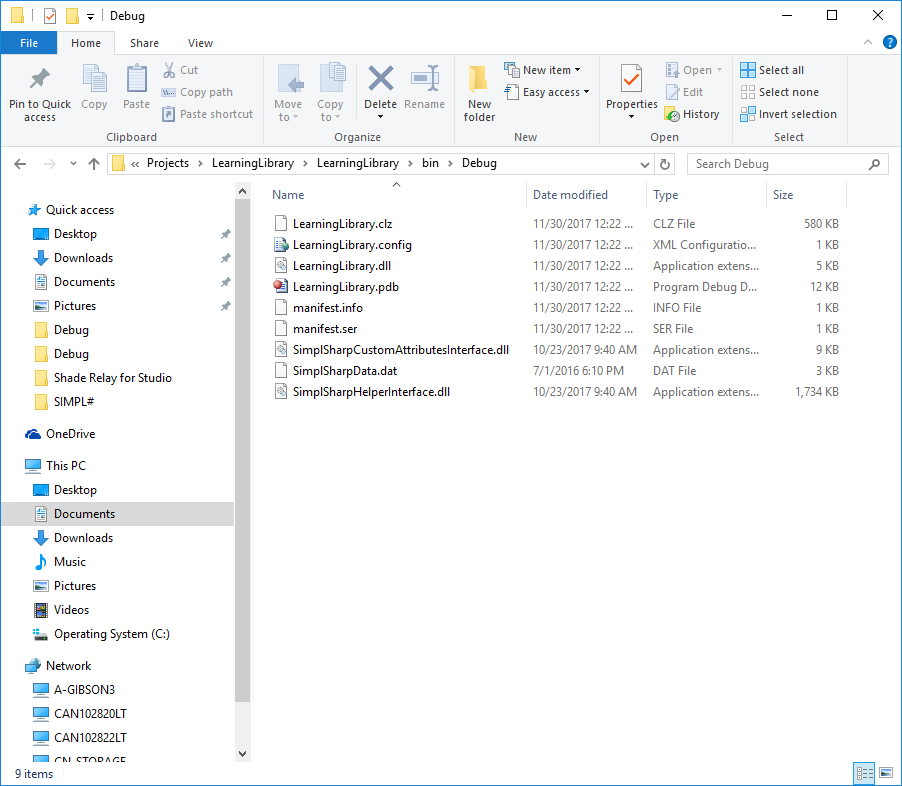 Debug
File Home Share View
Pin to Quick access
Copy
Paste
Cut
Copy path
Paste shortcut
Clipboard
Move to
Copy to
Delete
Rename
Organize
New folder
New item
Easy access
New
Properties
Open
Edit
History
Open
Select all
Select none
Invert selection
Select
« Projects > LearningLibrary > LearningLibrary > bin > Debug
Search Debug
Quick access
Desktop
Downloads
Documents
Pictures
Debug
Debug
Shade Relay for Studio
SIMPL#
OneDrive
This PC
Desktop
Documents
Downloads
Music
Pictures
Videos
Operating System (C:)
Network
A-GIBSON3
CAN102820LT
CAN102822LT
CN-STORAGE
Name Date modified Type Size
LearningLibrary.clz 11/30/2017 12:22 ... CLZ File 580 KB
LearningLibrary.config 11/30/2017 12:22 ... XML Configuratio... 1 KB
LearningLibrary.dll 11/30/2017 12:22 ... Application extens... 5 KB
LearningLibrary.pdb 11/30/2017 12:22 ... Program Debug D... 12 KB
manifest.info 11/30/2017 12:22 ... INFO File 1 KB
manifest.ser 11/30/2017 12:22 ... SER File 1 KB
SimplSharpCustomAttributesInterface.dll 10/23/2017 9:40 AM Application extens... 9 KB
SimplSharpData.dat 7/1/2016 6:10 PM DAT File 3 KB
SimplSharpHelperInterface.dll 10/23/2017 9:40 AM Application extens... 1,734 KB
9 items